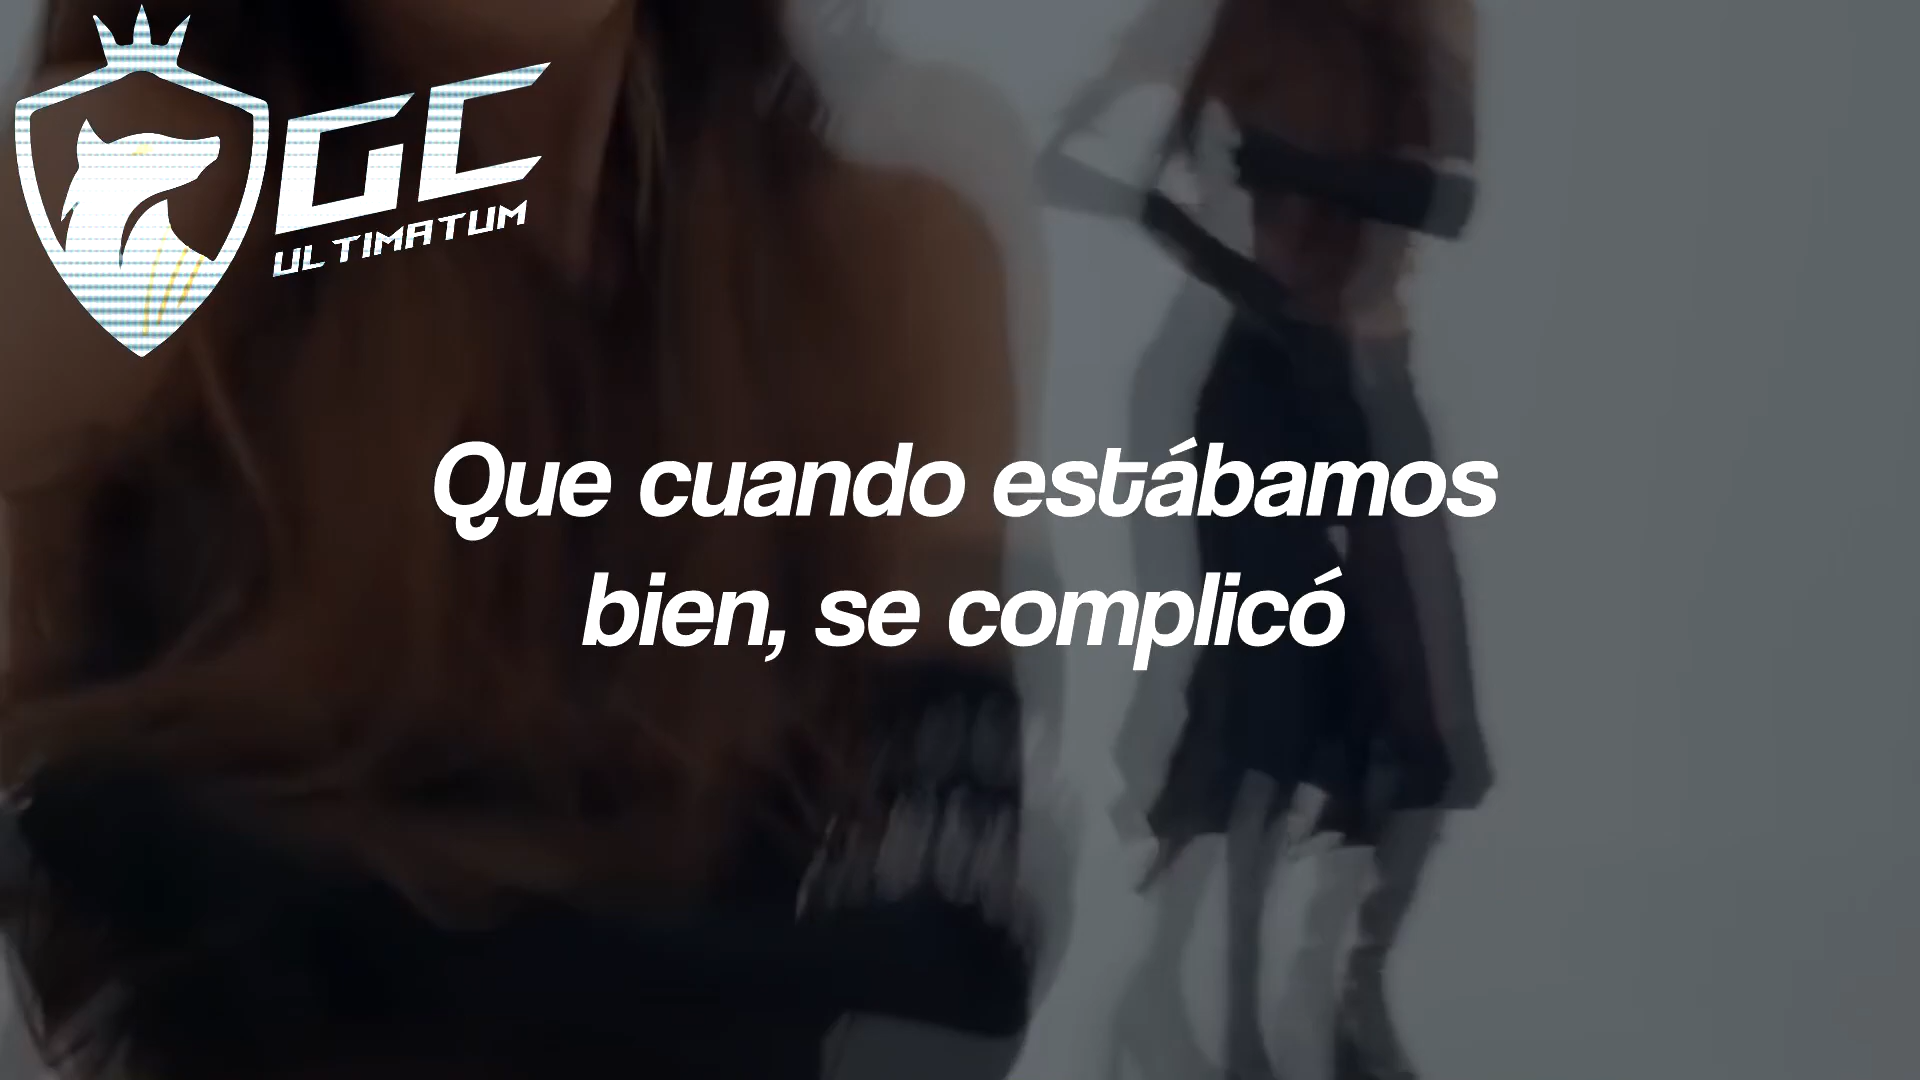 GC
ULTIMATUM
Que cuando estábamos
bien, se complicó